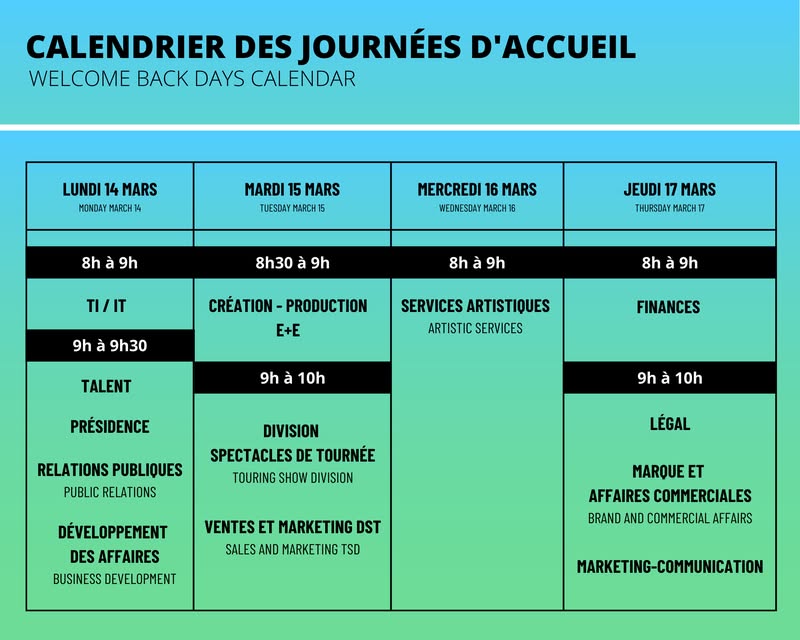 CALENDRIER DES JOURNÉES D'ACCUEIL
WELCOME BACK DAYS CALENDAR
LUNDI 14 MARS
MONDAY MARCH 14
MARDI 15 MARS
TUESDAY MARCH 15
MERCREDI 16 MARS
WEDNESDAY MARCH 16
JEUDI 17 MARS
THURSDAY MARCH 17
8h à 9h
TI / IT
9h à 9h30
TALENT
PRÉSIDENCE
RELATIONS PUBLIQUES
PUBLIC RELATIONS
DÉVELOPPEMENT
DES AFFAIRES
BUSINESS DEVELOPMENT
8h30 à 9h
CRÉATION - PRODUCTION
E+E
9h à 10h
DIVISION
SPECTACLES DE TOURNÉE
TOURING SHOW DIVISION
VENTES ET MARKETING DST
SALES AND MARKETING TSD
8h à 9h
SERVICES ARTISTIQUES
ARTISTIC SERVICES
8h à 9h
FINANCES
9h à 10h
LÉGAL
MARQUE ET
AFFAIRES COMMERCIALES
BRAND AND COMMERCIAL AFFAIRS
MARKETING-COMMUNICATION